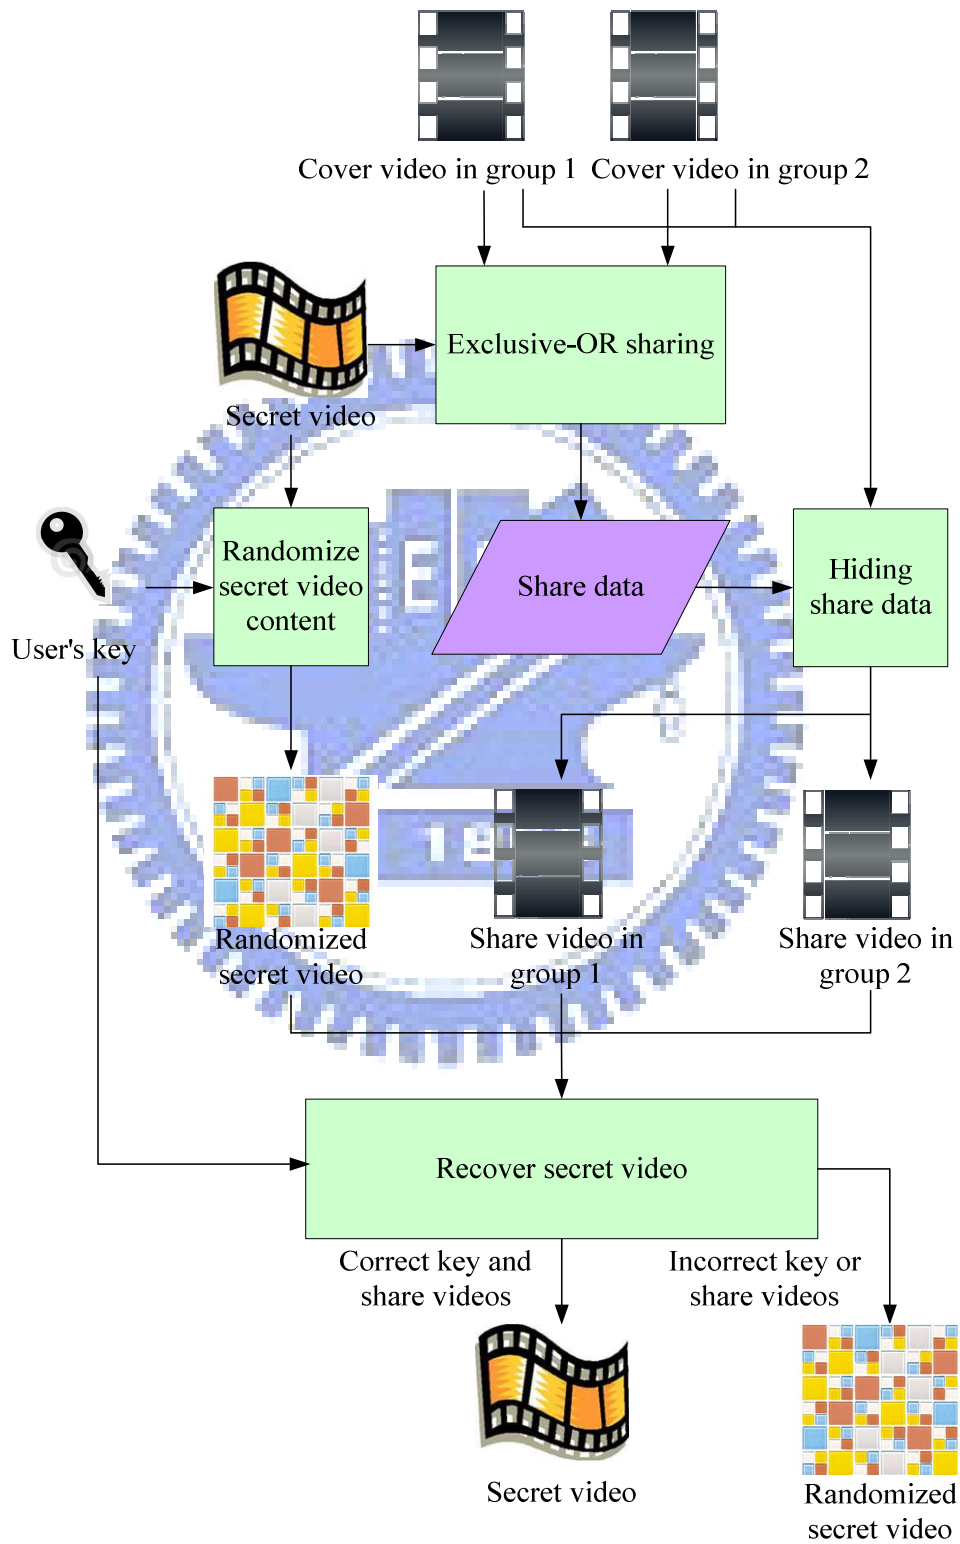 Cover video in group 1
Cover video in group 2
Exclusive-OR sharing
Secret video
Randomize
secret video
content
Share data
Hiding
share data
User's key
Randomized
secret video
Share video in
group 1
Share video in
group 2
Recover secret video
Correct key and
share videos
Incorrect key or
share videos
Secret video
Randomized
secret video